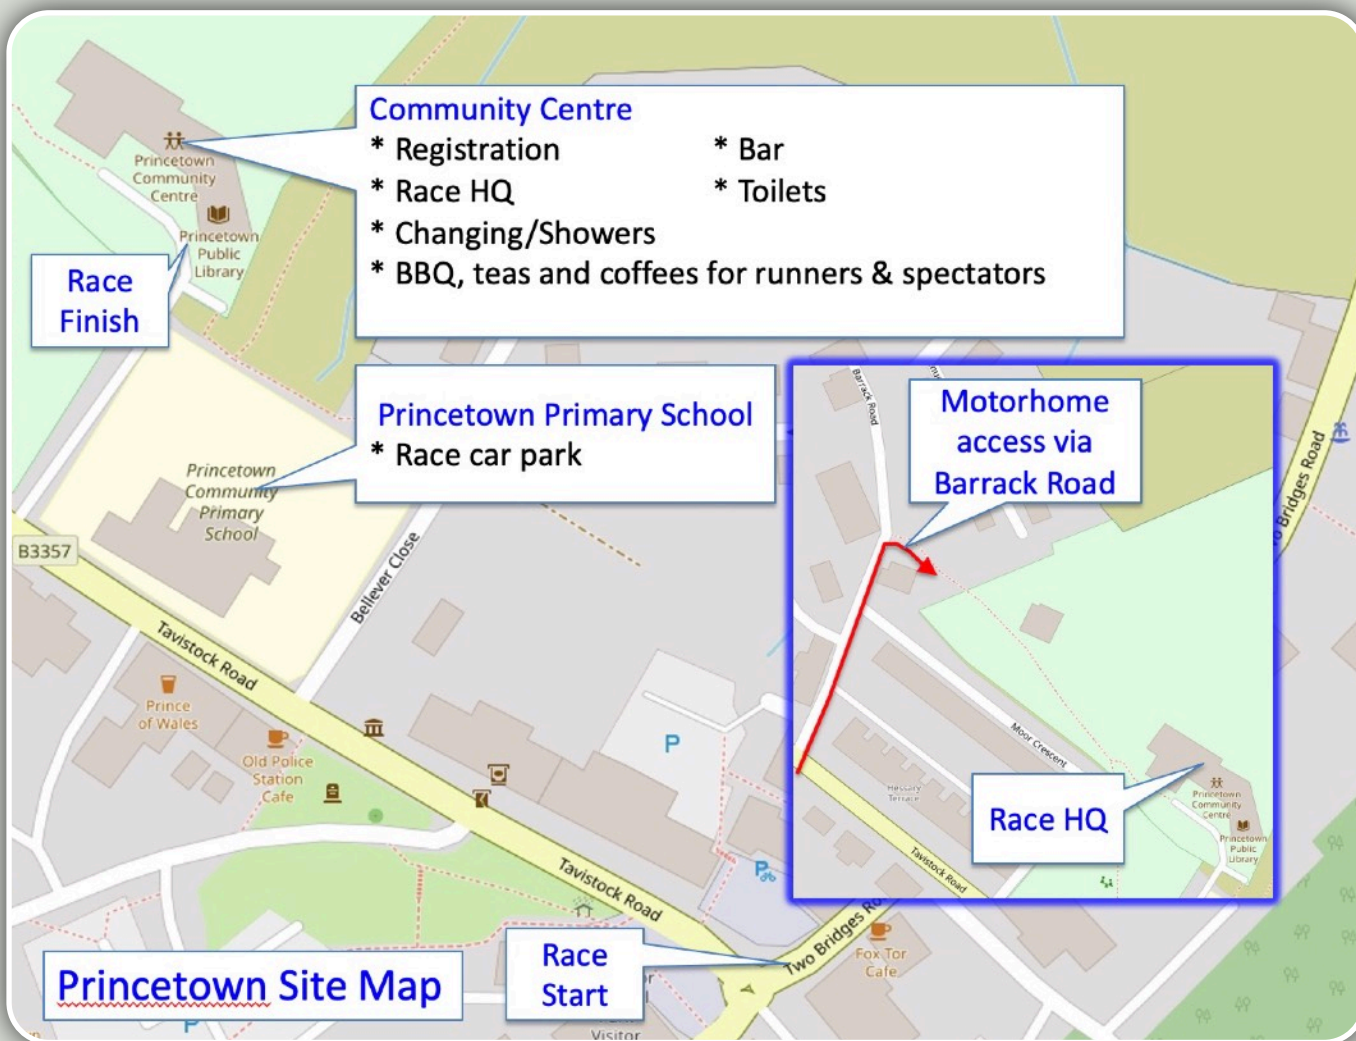 Community Centre
* Registration
* Bar
* Race HQ
* Toilets
* Changing/Showers
* BBQ, teas and coffees for runners & spectators
Princetown
Community
Centre
Princetown
Public
Library
Race
Finish
Princetown Primary School
* Race car park
Princetown
Community
Primary
School
B3357
Bellever Close
Tavistock Road
Prince
of Wales
Old Police
Station
Cafe
P
Tavistock Road
P
Two Bridges
Fox Tor
Cafe
Race
Start
Princetown Site Map
P
Visitor
Bridges Road
Barrack Road
Motorhome
access via
Barrack Road
Moor Crescent
Hessary
Terrace
Tavistock Road
Race HQ
Princetown
Community
Centre
Princetown
Public
Library